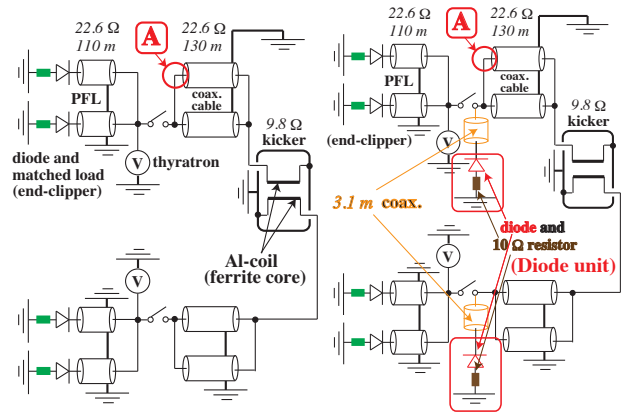 22.6 Ω
110 m
22.6 Ω
130 m
A
PFL
coax.
cable
9.8 Ω
kicker
diode and
matched load
(end-clipper)
V
thyratron
Al-coil
(ferrite core)
V
22.6 Ω
110 m
22.6 Ω
130 m
A
PFL
coax.
cable
9.8 Ω
kicker
(end-clipper)
V
3.1 m coax.
diode and
10 Ω resistor
(Diode unit)
V